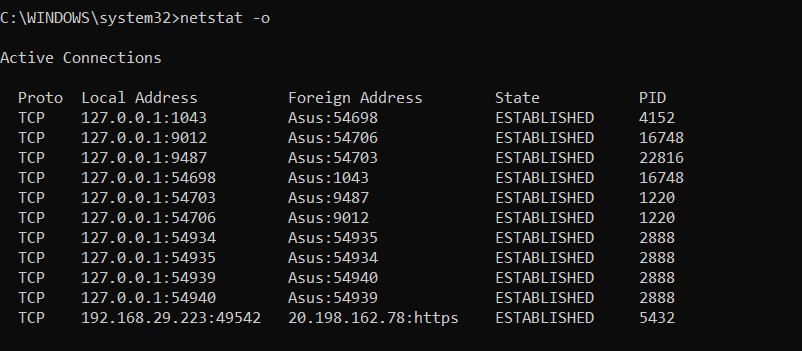 C:\WINDOWS\system32>netstat -o
Active Connections
Proto  Local Address          Foreign Address        State           PID
TCP    127.0.0.1:1043         Asus:54698             ESTABLISHED     4152
TCP    127.0.0.1:9012         Asus:54706             ESTABLISHED     16748
TCP    127.0.0.1:9487         Asus:54703             ESTABLISHED     22816
TCP    127.0.0.1:54698        Asus:1043              ESTABLISHED     16748
TCP    127.0.0.1:54703        Asus:9487              ESTABLISHED     1220
TCP    127.0.0.1:54706        Asus:9012              ESTABLISHED     1220
TCP    127.0.0.1:54934        Asus:54935             ESTABLISHED     2888
TCP    127.0.0.1:54935        Asus:54934             ESTABLISHED     2888
TCP    127.0.0.1:54939        Asus:54940             ESTABLISHED     2888
TCP    127.0.0.1:54940        Asus:54939             ESTABLISHED     2888
TCP    192.168.29.223:49542   20.198.162.78:https    ESTABLISHED     5432